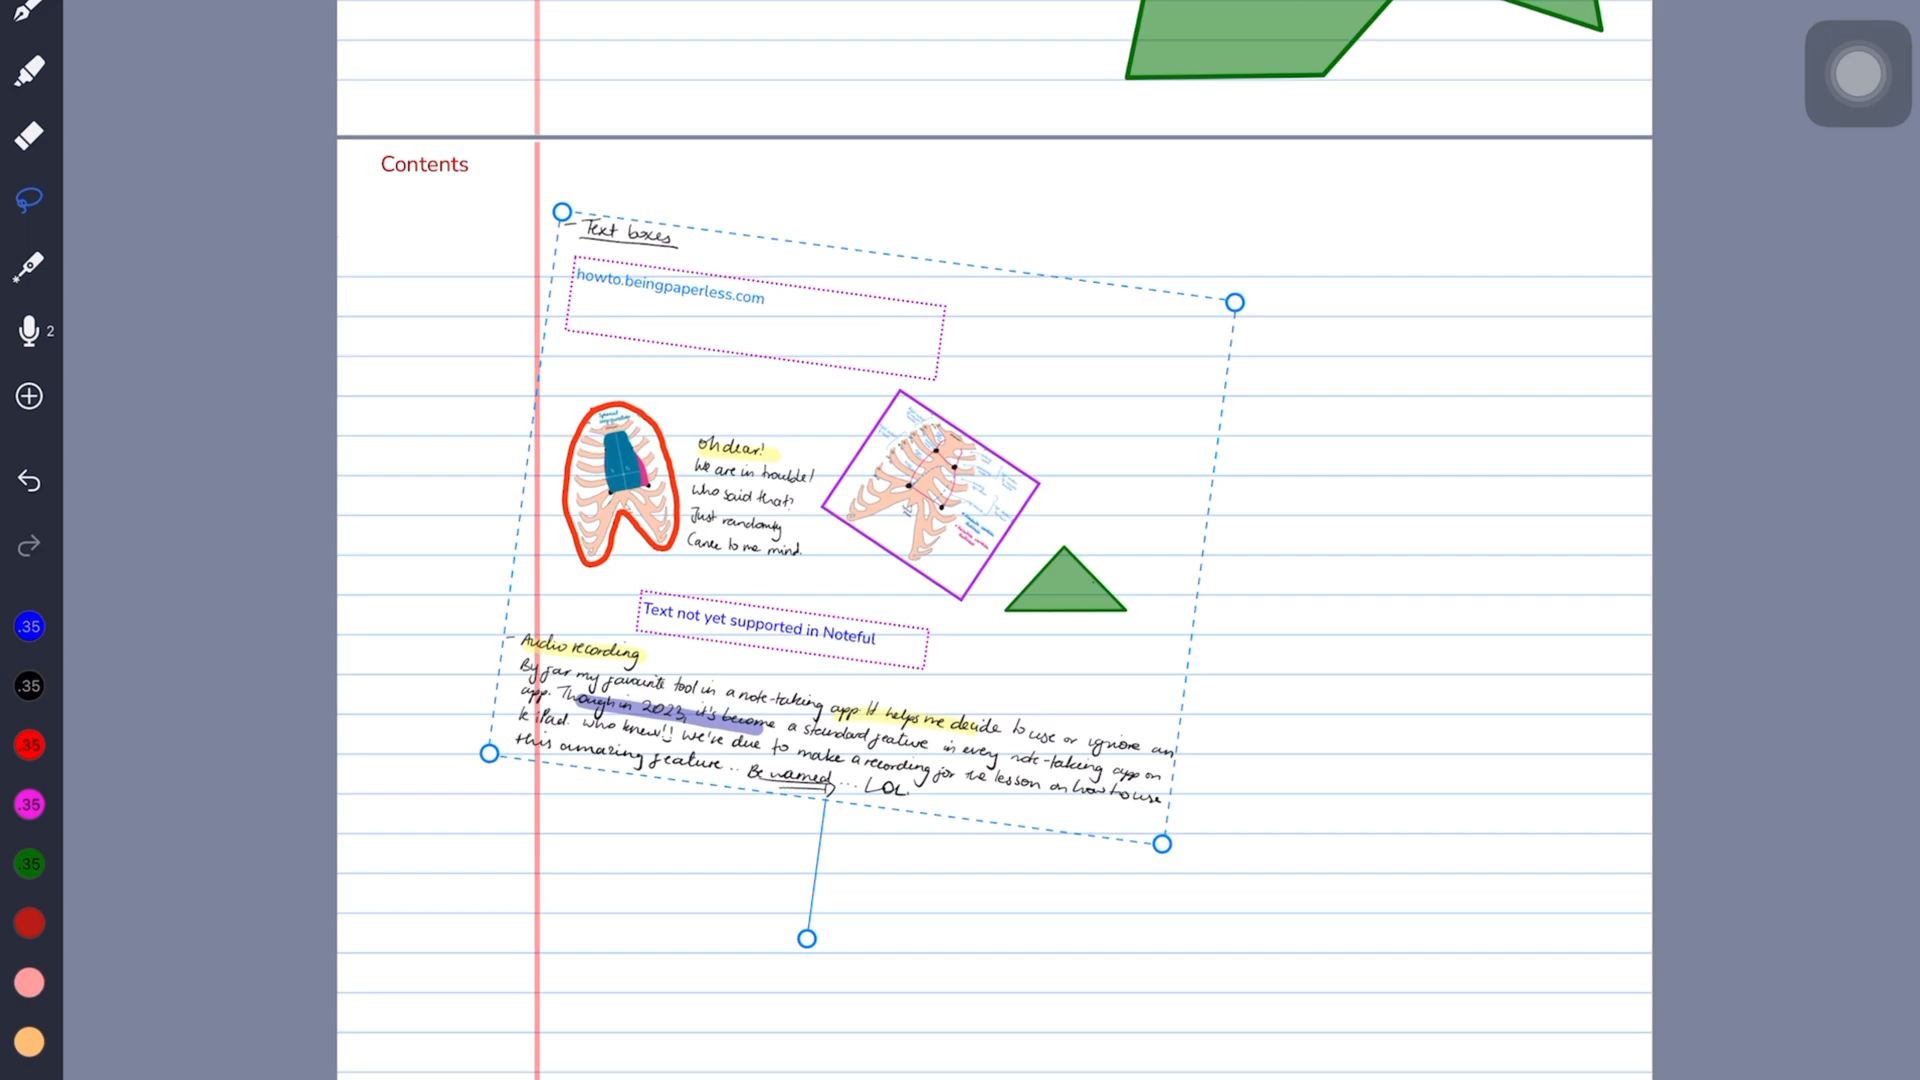 2
Contents
- Text boxes
howto.beingpaperless.com
Oh dear!
We are in trouble!
Who said that?
Just randomly
Came to me mind.
Text not yet supported in Noteful
- Audio recording
By far my favourite tool in a note-taking app. It helps me decide to use or ignore an
app. Though in 2023, it's become a standard feature in every note-taking app on
iPad. Who knew!! We've due to make a recording for the lesson on how to use
this amazing feature .. Be warned ... LOL.
.35
.35
.35
.35
.35